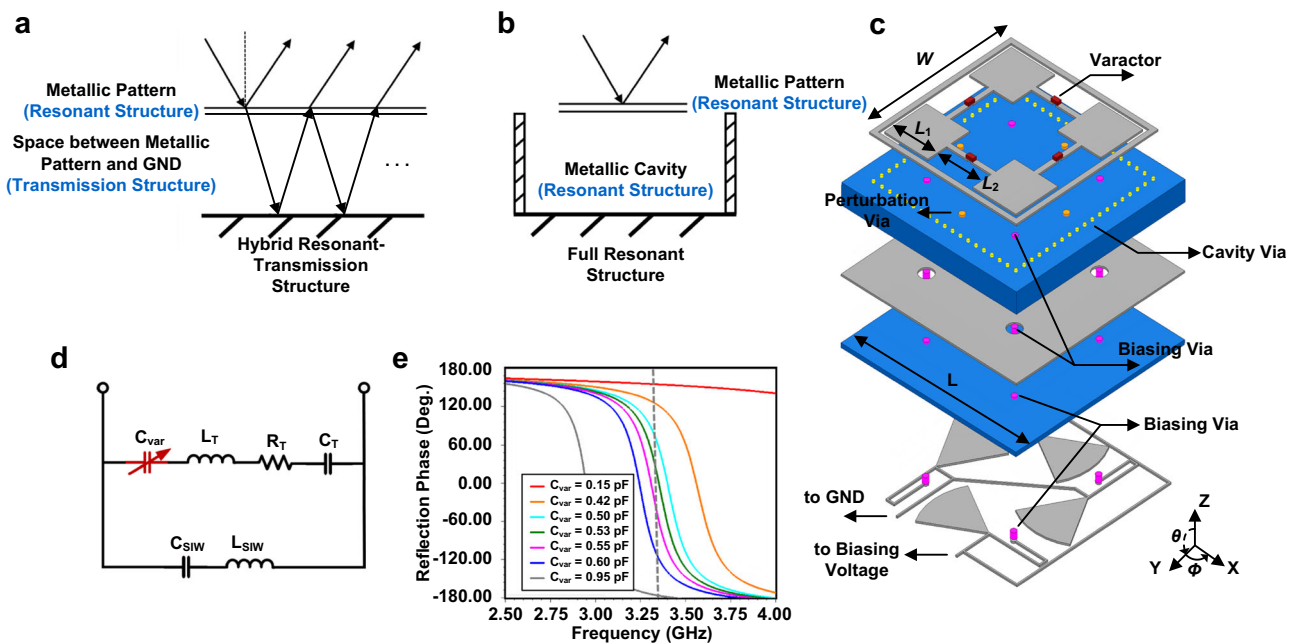 a
Metallic Pattern
(Resonant Structure)
Space between Metallic
Pattern and GND
(Transmission Structure)
...
Hybrid Resonant-
Transmission
Structure
b
Metallic Pattern
(Resonant Structure)
Metallic Cavity
(Resonant Structure)
Full Resonant
Structure
c
W
Varactor
L1
L2
Perturbation
Via
Cavity Via
Biasing Via
L
Biasing Via
to GND
to Biasing
Voltage
Z
θ
Y
Φ
X
d
Cvar
LT
RT
CT
CSIW
LSIW
e
Reflection Phase (Deg.)
180.00
120.00
60.00
0.00
-60.00
-120.00
-180.00
Cvar = 0.15 pF
Cvar = 0.42 pF
Cvar = 0.50 pF
Cvar = 0.53 pF
Cvar = 0.55 pF
Cvar = 0.60 pF
Cvar = 0.95 pF
2.50 2.75 3.00 3.25 3.50 3.75 4.00
Frequency (GHz)